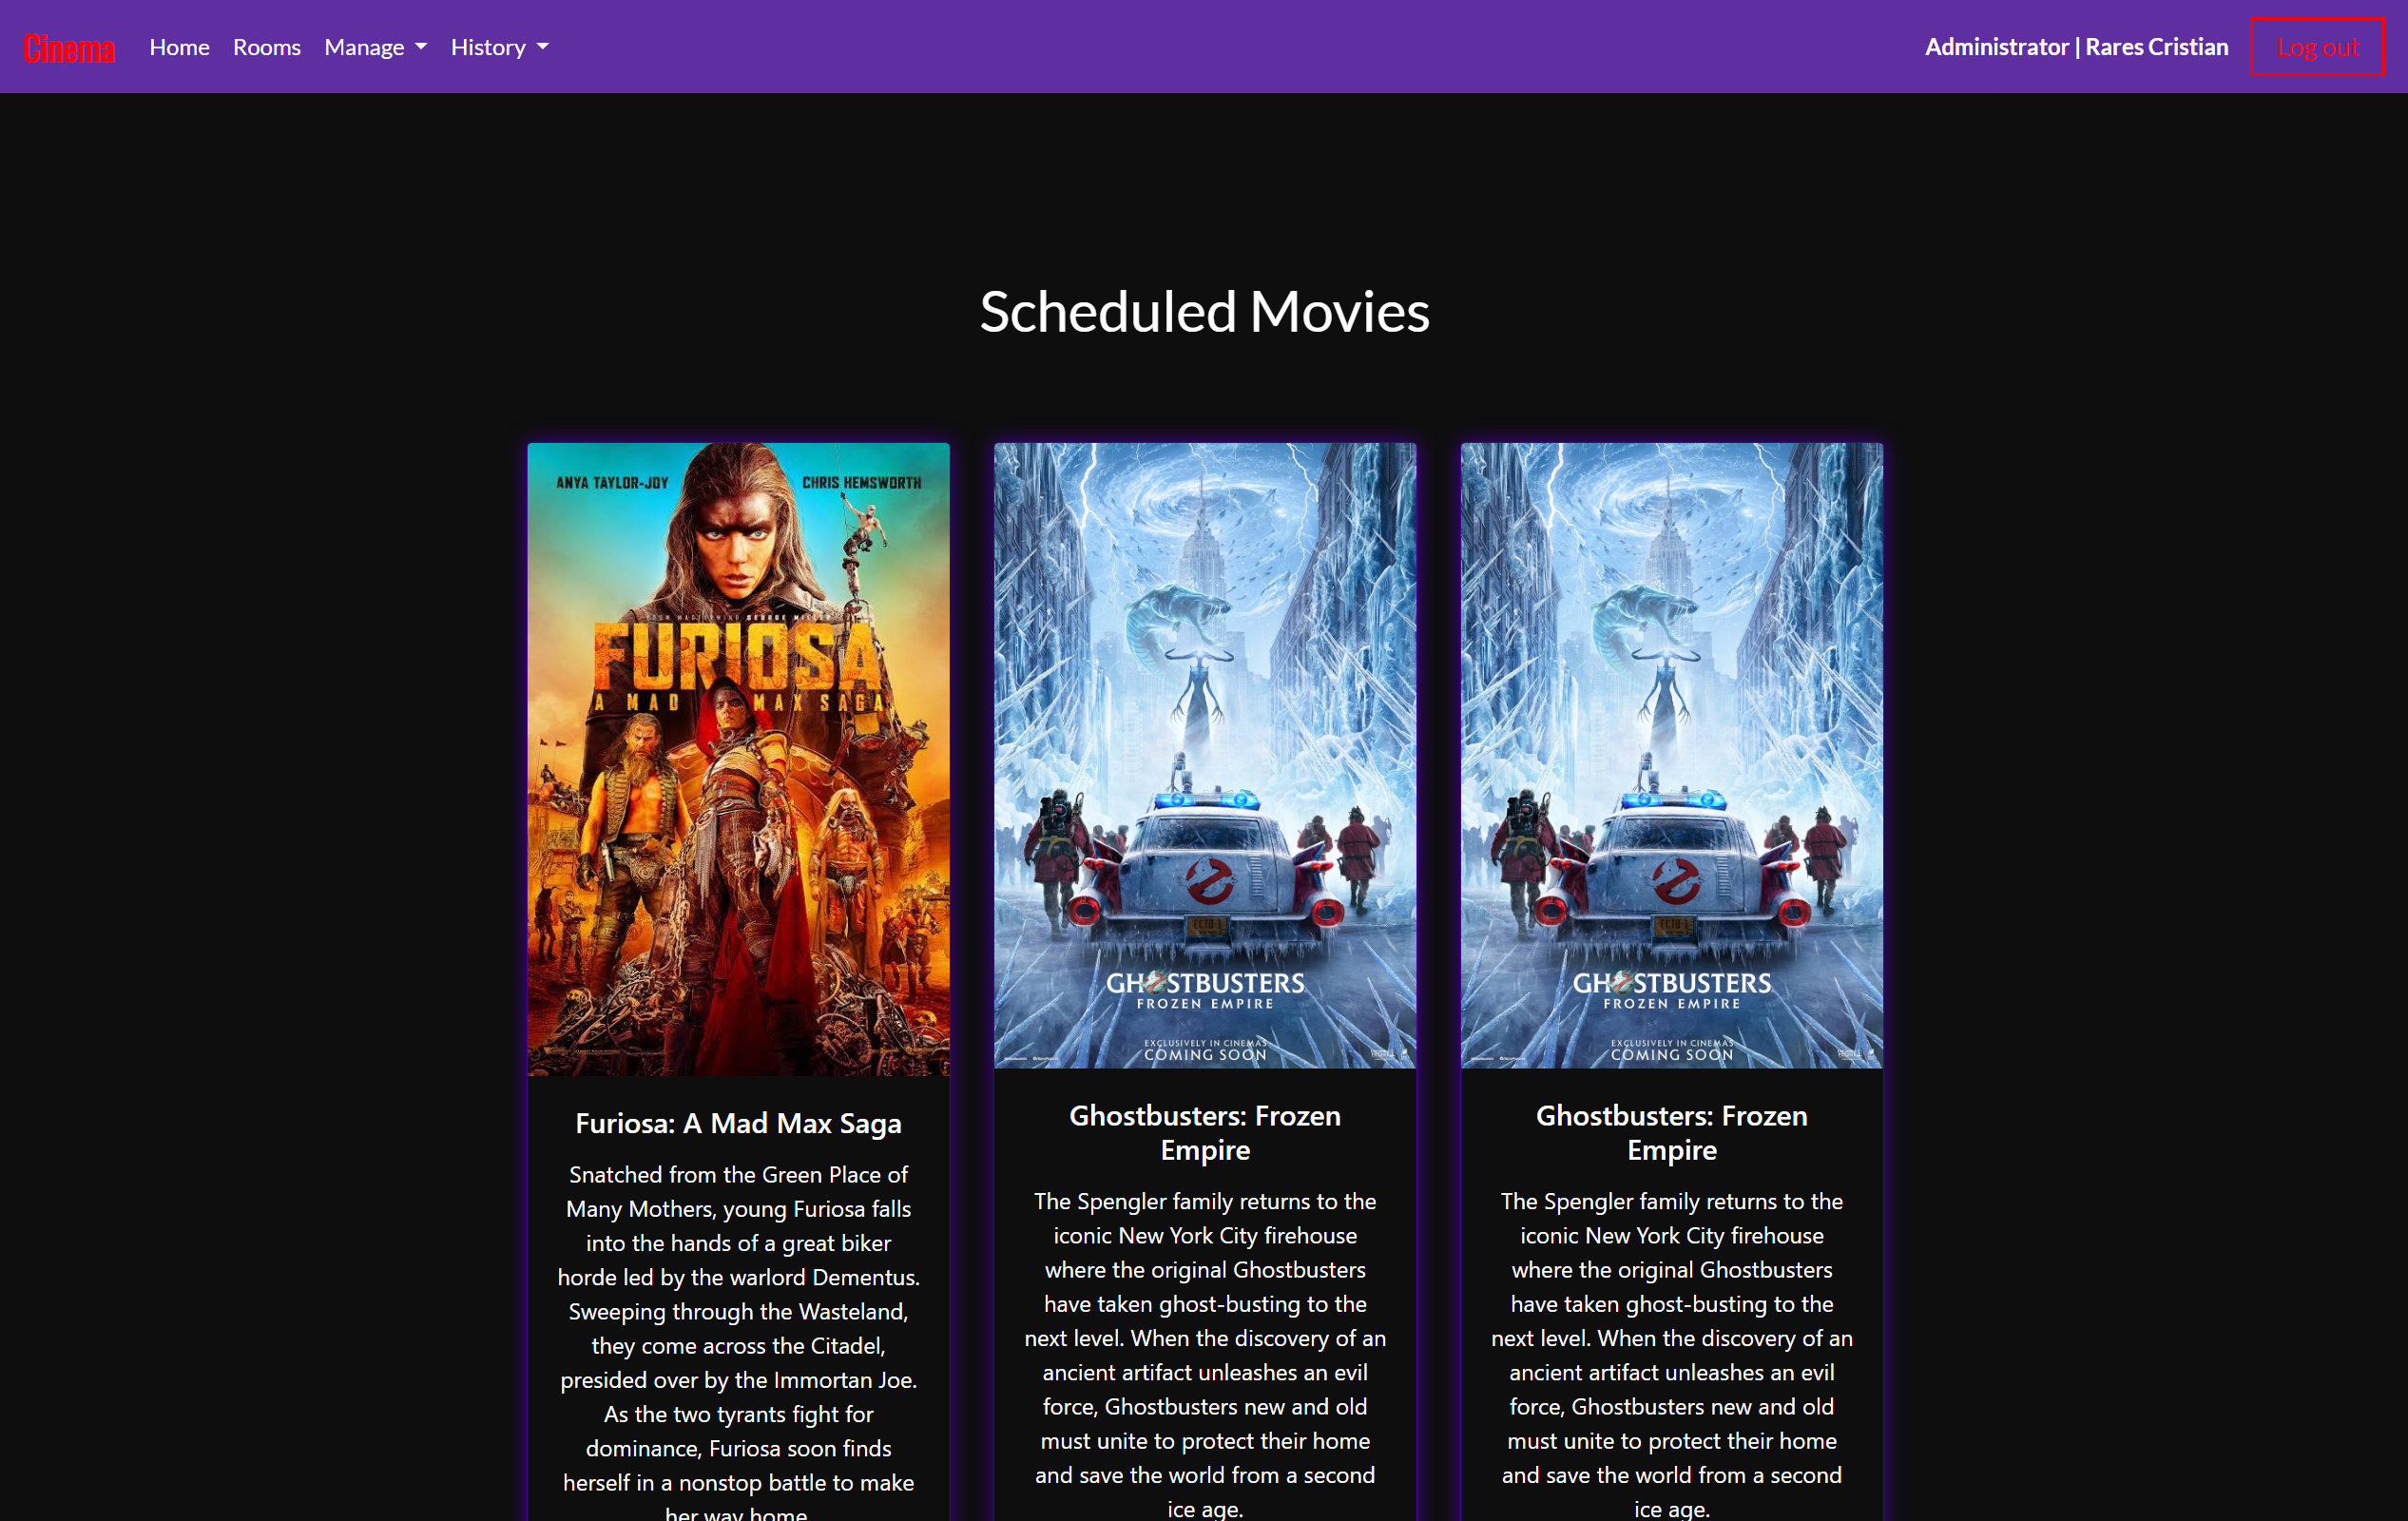 Cinema Home Rooms Manage History Administrator | Rares Cristian Log out
Scheduled Movies
ANYA TAYLOR-JOY CHRIS HEMSWORTH
FURIOSA
A MAD MAX SAGA
Furiosa: A Mad Max Saga
Snatched from the Green Place of
Many Mothers, young Furiosa falls
into the hands of a great biker
horde led by the warlord Dementus.
Sweeping through the Wasteland,
they come across the Citadel,
presided over by the Immortan Joe.
As the two tyrants fight for
dominance, Furiosa soon finds
herself in a nonstop battle to make
her way home.
ECTO-1
GHOSTBUSTERS
FROZEN EMPIRE
EXCLUSIVELY IN CINEMAS
COMING SOON
Ghostbusters: Frozen
Empire
The Spengler family returns to the
iconic New York City firehouse
where the original Ghostbusters
have taken ghost-busting to the
next level. When the discovery of an
ancient artifact unleashes an evil
force, Ghostbusters new and old
must unite to protect their home
and save the world from a second
ice age.
ECTO-1
GHOSTBUSTERS
FROZEN EMPIRE
EXCLUSIVELY IN CINEMAS
COMING SOON
Ghostbusters: Frozen
Empire
The Spengler family returns to the
iconic New York City firehouse
where the original Ghostbusters
have taken ghost-busting to the
next level. When the discovery of an
ancient artifact unleashes an evil
force, Ghostbusters new and old
must unite to protect their home
and save the world from a second
ice age.